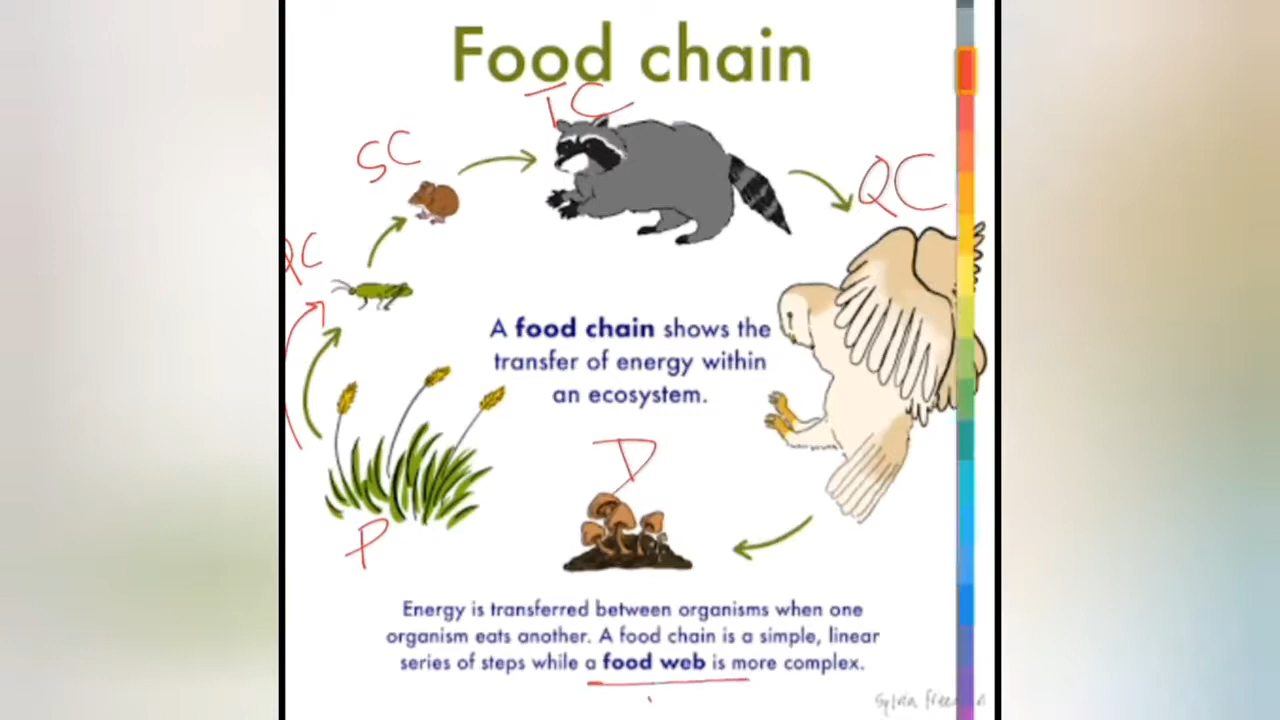 Food chain
TC
SC
QC
PC
A food chain shows the
transfer of energy within
an ecosystem.
D
P
Energy is transferred between organisms when one
organism eats another. A food chain is a simple, linear
series of steps while a food web is more complex.
Sylvia